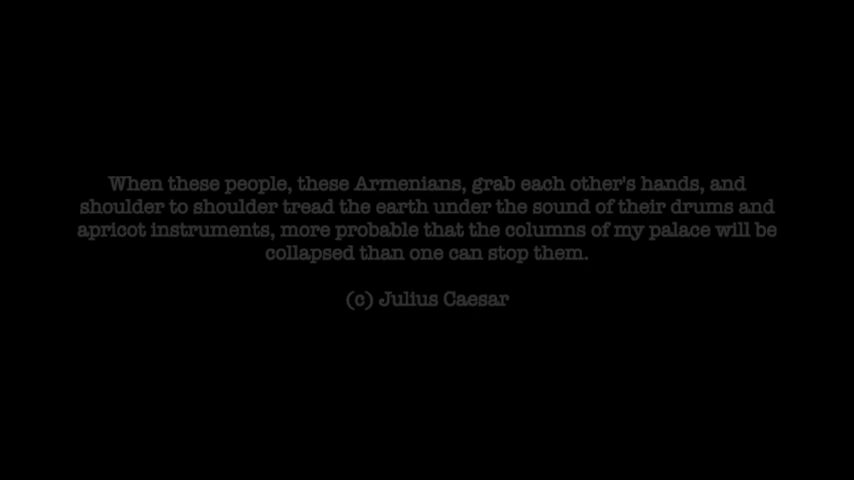 When these people, these Armenians, grab each other's hands, and
shoulder to shoulder tread the earth under the sound of their drums and
apricot instruments, more probable that the columns of my palace will be
collapsed than one can stop them.
(c) Julius Caesar